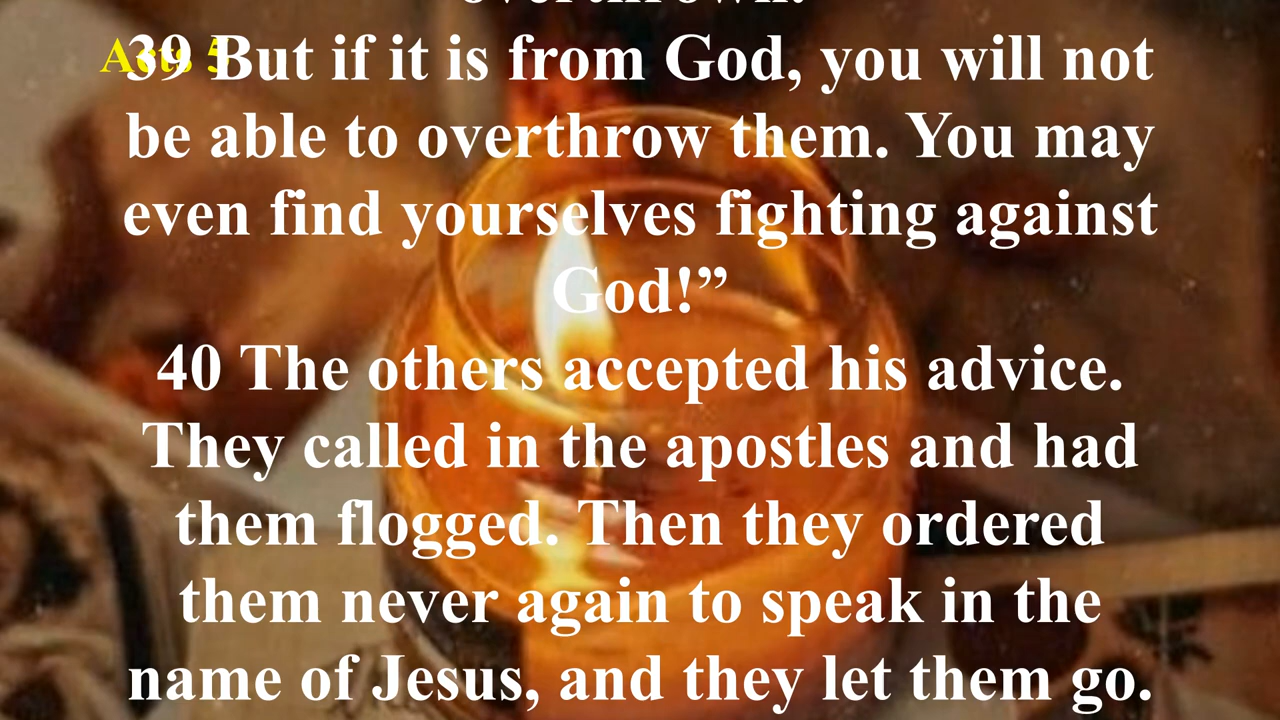 overthrown.
Acts 5
39 But if it is from God, you will not
be able to overthrow them. You may
even find yourselves fighting against
God!”
40 The others accepted his advice.
They called in the apostles and had
them flogged. Then they ordered
them never again to speak in the
name of Jesus, and they let them go.